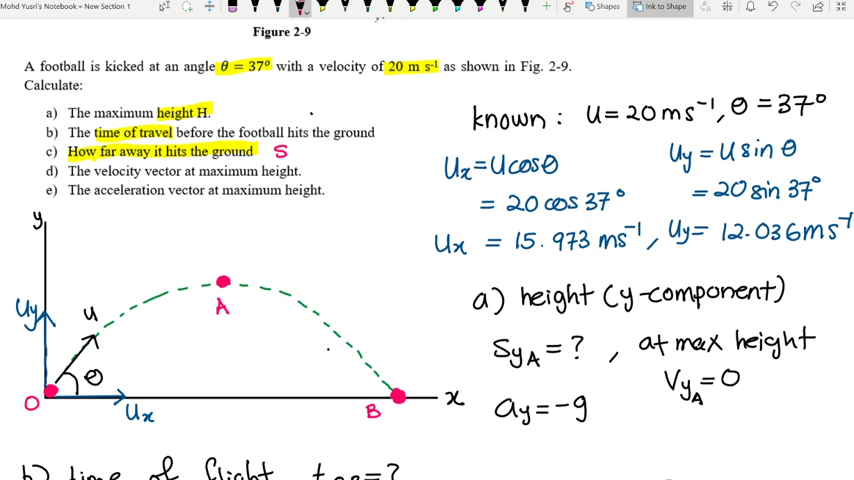 Mohd Yusri's Notebook » New Section 1
Shapes
Ink to Shape
Figure 2-9
A football is kicked at an angle θ = 37° with a velocity of 20 m s⁻¹ as shown in Fig. 2-9.
Calculate:
a) The maximum height H.
b) The time of travel before the football hits the ground
c) How far away it hits the ground S
d) The velocity vector at maximum height.
e) The acceleration vector at maximum height.
known : u = 20 ms⁻¹, θ = 37°
Ux = U cos θ
= 20 cos 37°
Ux = 15.973 ms⁻¹,
Uy = U sin θ
= 20 sin 37°
Uy = 12.036 ms⁻¹
a) height (y-component)
SyA = ? , at max height
VyA = 0
ay = -g
y
Uy
u
θ
O
Ux
A
B
x
b) time of flight, =?